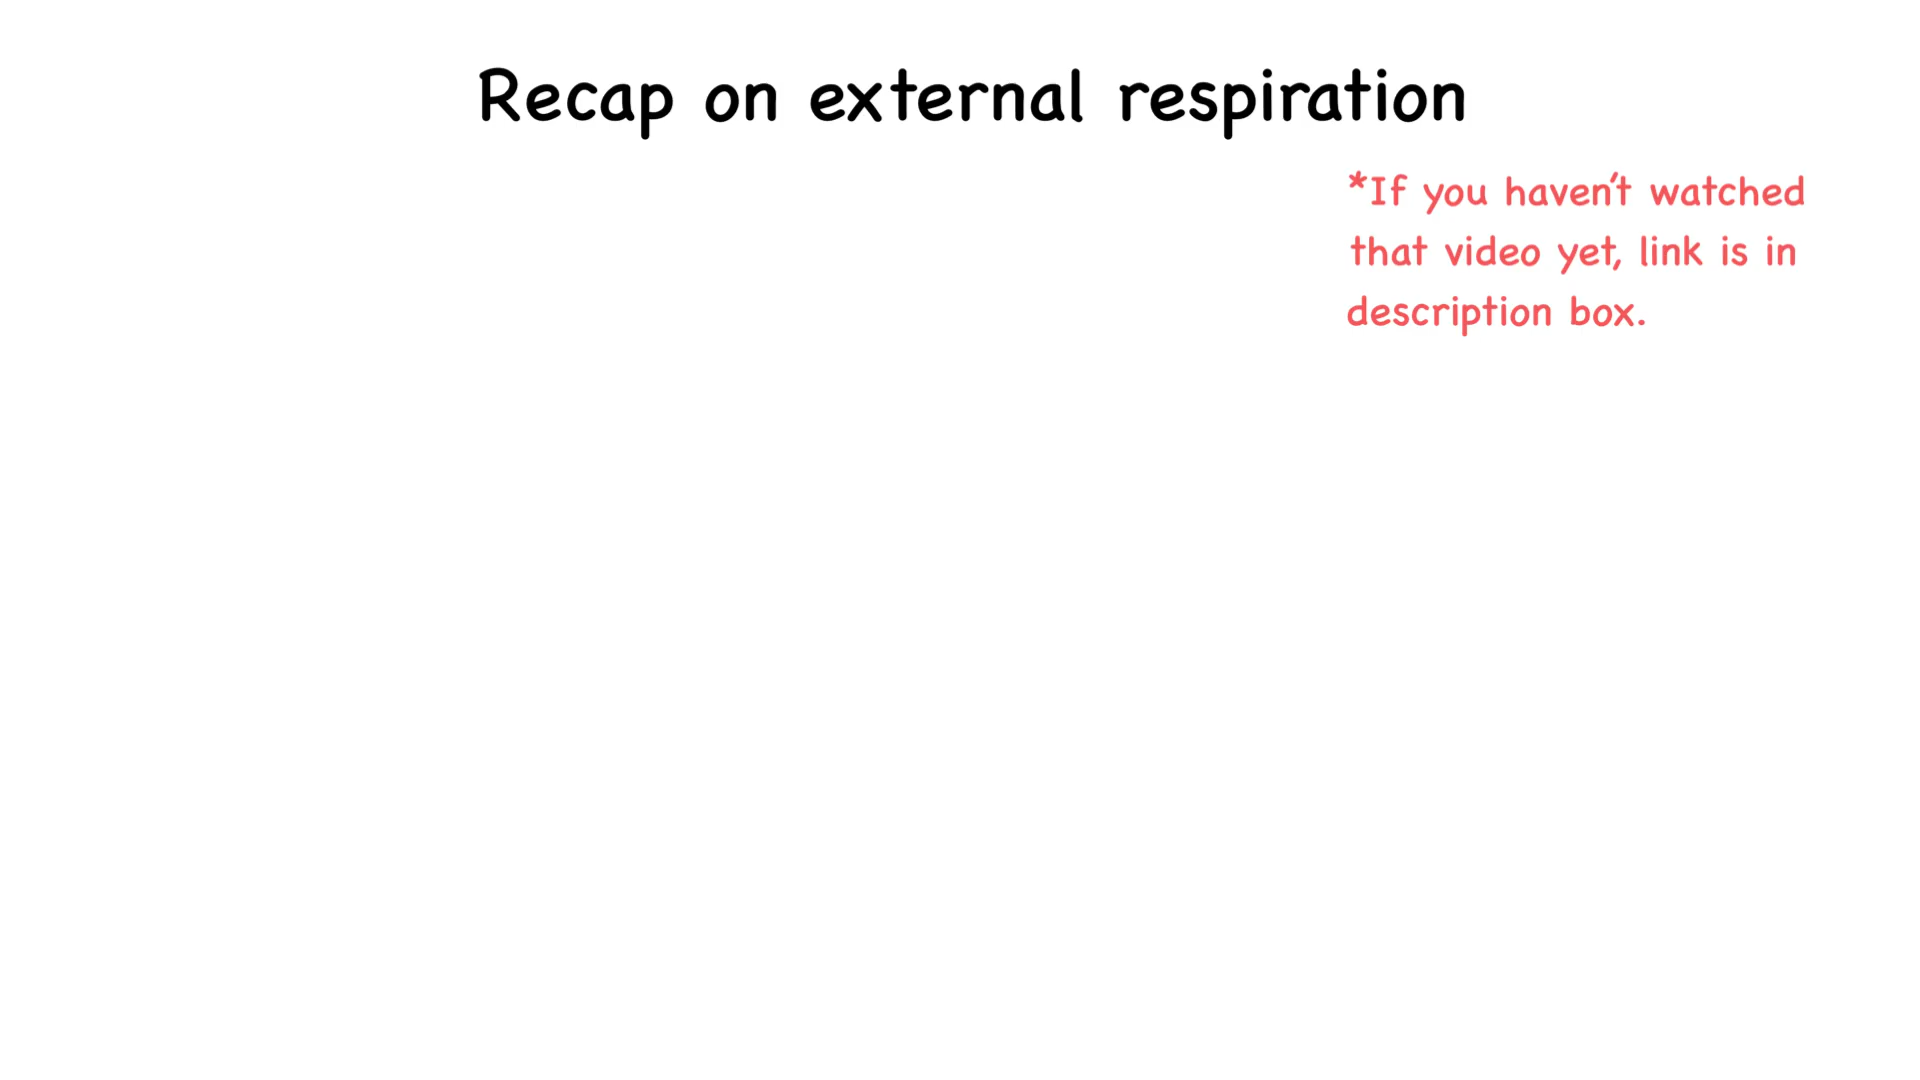 Recap on external respiration
*If you haven't watched
that video yet, link is in
description box.